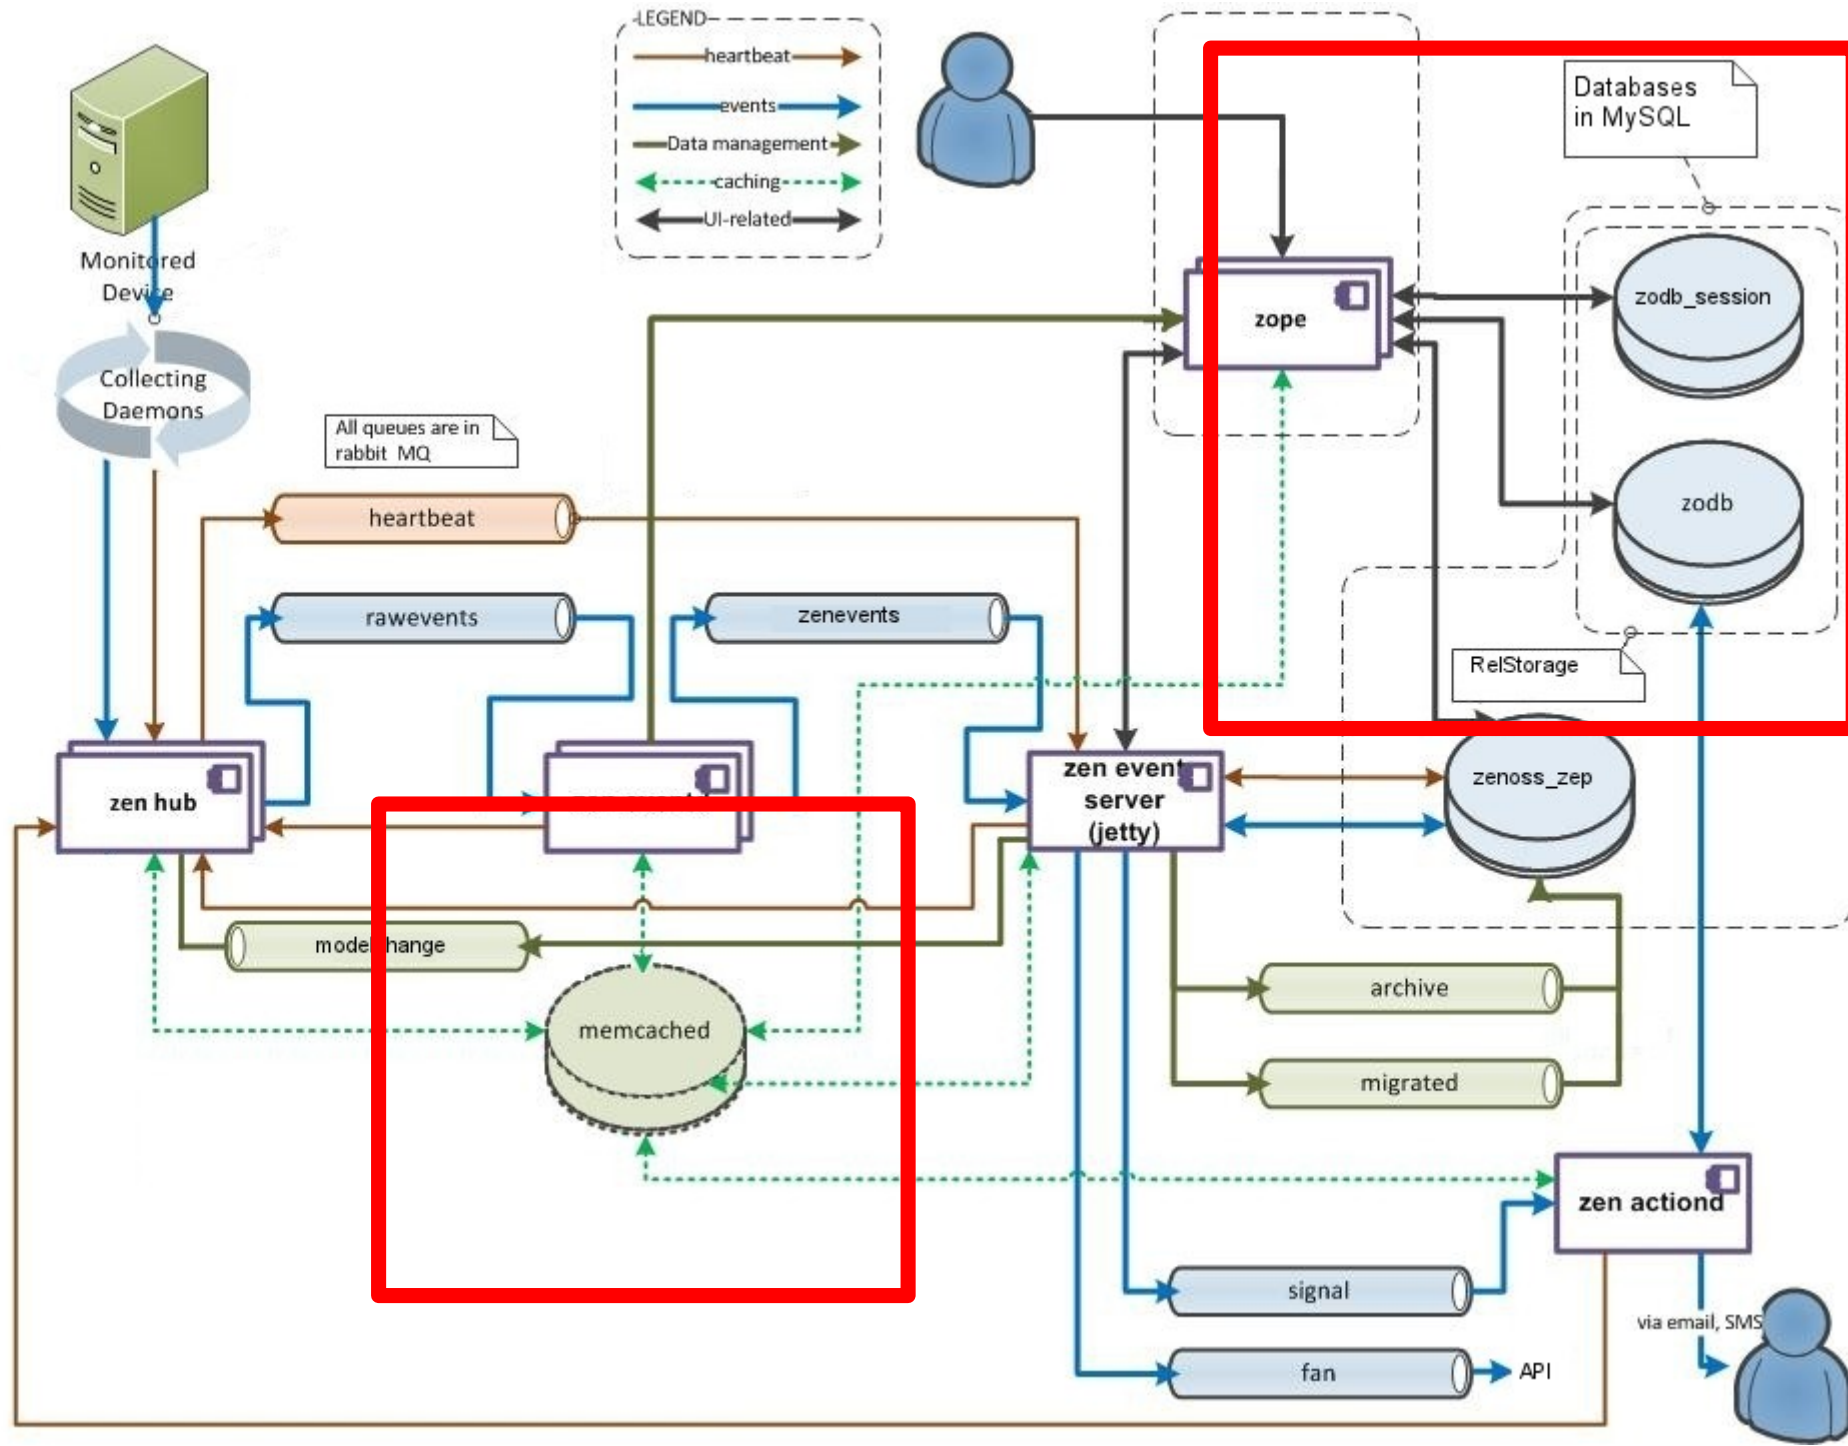 LEGEND
heartbeat
events
Data management
caching
UI-related
Databases
in MySQL
Monitored
Device
Collecting
Daemons
All queues are in
rabbit MQ
zope
zodb_session
zodb
heartbeat
rawevents
zenevents
RelStorage
zen hub
zen event
server
(jetty)
zenoss_zep
model hange
memcached
archive
migrated
zen actiond
signal
via email, SMS
fan
API